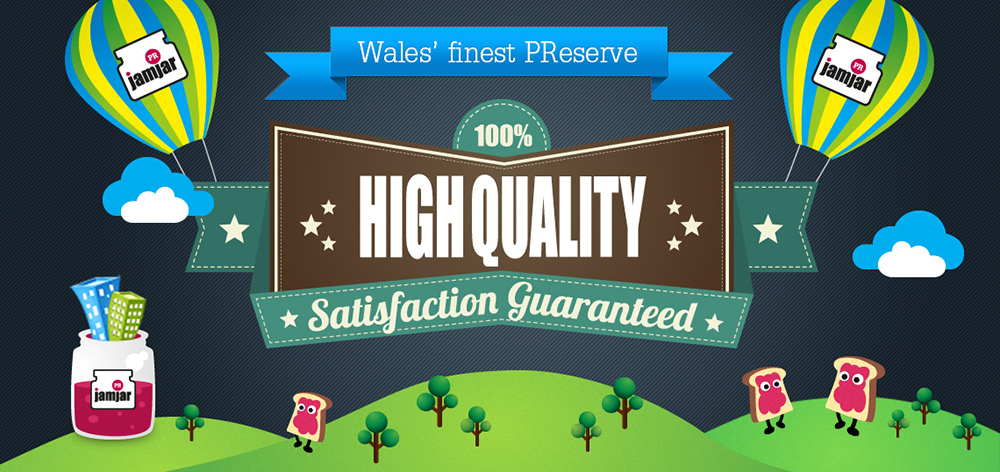 Wales’ finest PReserve
PR
jamjar
PR
jamjar
100%
HIGH QUALITY
Satisfaction Guaranteed
PR
jamjar